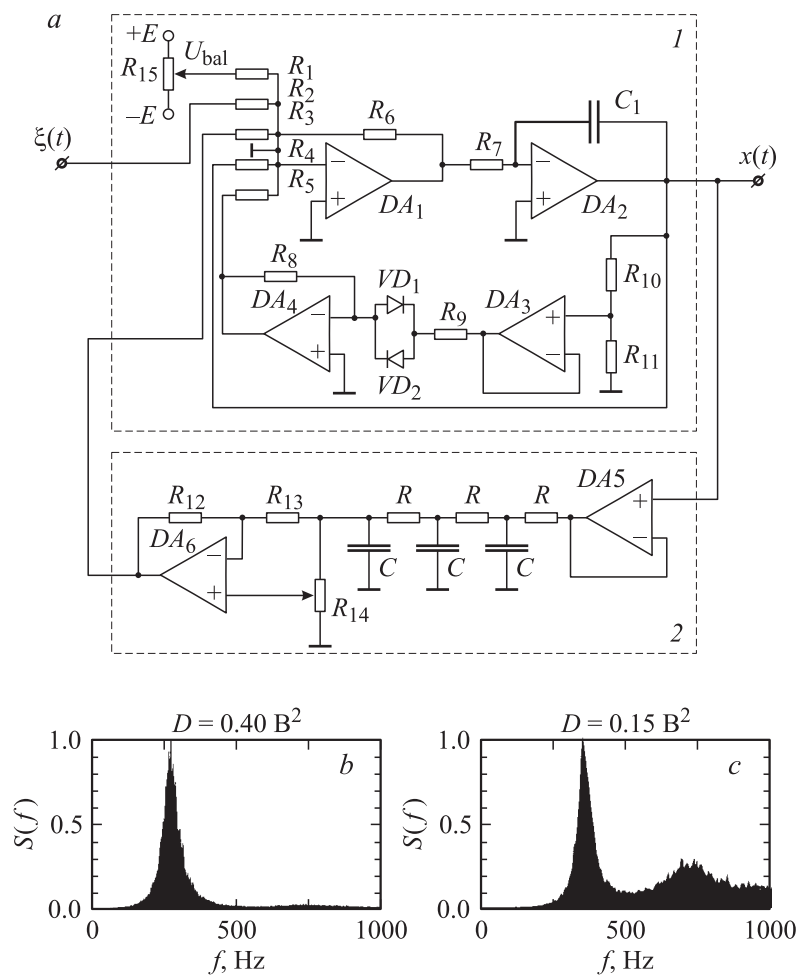 a
1
+E
U_bal
R_15
−E
R_1
R_2
R_3
R_4
R_5
ξ(t)
R_6
R_7
C_1
x(t)
−
+
DA_1
−
+
DA_2
R_8
VD_1
DA_4
−
+
R_9
DA_3
+
−
VD_2
R_10
R_11
R_12
R_13
R
R
R
DA5
DA_6
−
+
C
C
C
+
−
R_14
2
D = 0.40 B²
b
S(f)
1.0
0.5
0.0
0
500
1000
f, Hz
D = 0.15 B²
c
S(f)
1.0
0.5
0.0
0
500
1000
f, Hz